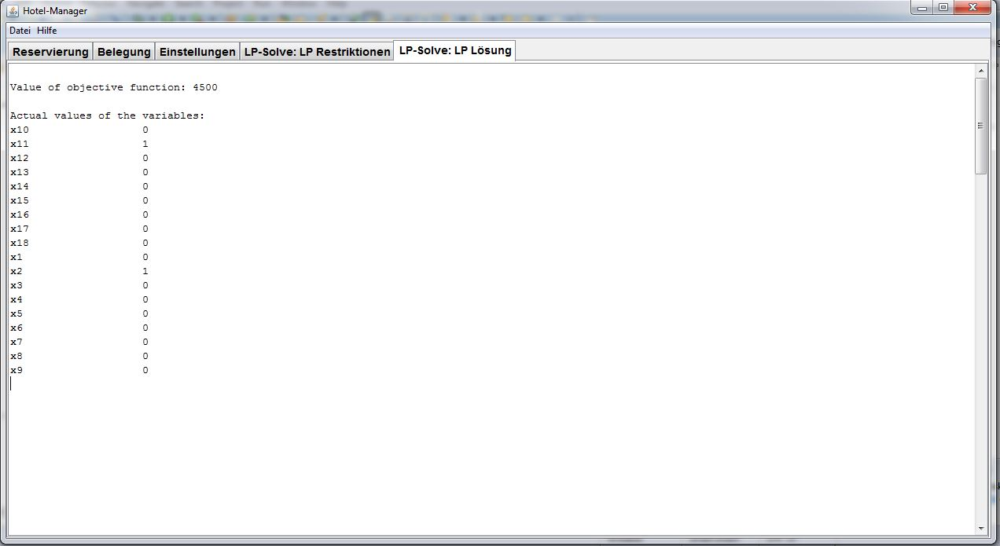 Hotel-Manager
Datei Hilfe
Reservierung Belegung Einstellungen LP-Solve: LP Restriktionen LP-Solve: LP Lösung
Value of objective function: 4500
Actual values of the variables:
x10 0
x11 1
x12 0
x13 0
x14 0
x15 0
x16 0
x17 0
x18 0
x1 0
x2 1
x3 0
x4 0
x5 0
x6 0
x7 0
x8 0
x9 0